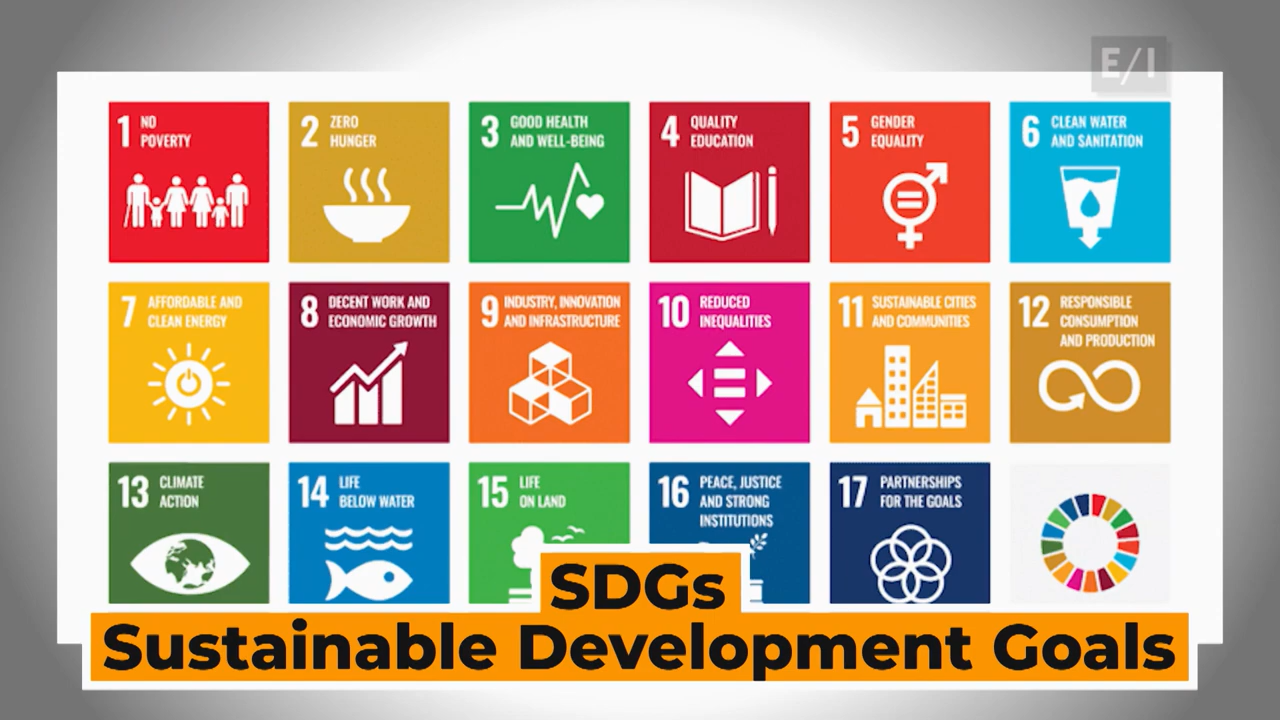 E/I
1 NO
POVERTY
2 ZERO
HUNGER
3 GOOD HEALTH
AND WELL-BEING
4 QUALITY
EDUCATION
5 GENDER
EQUALITY
6 CLEAN WATER
AND SANITATION
7 AFFORDABLE AND
CLEAN ENERGY
8 DECENT WORK AND
ECONOMIC GROWTH
9 INDUSTRY, INNOVATION
AND INFRASTRUCTURE
10 REDUCED
INEQUALITIES
11 SUSTAINABLE CITIES
AND COMMUNITIES
12 RESPONSIBLE
CONSUMPTION
AND PRODUCTION
13 CLIMATE
ACTION
14 LIFE
BELOW WATER
15 LIFE
ON LAND
16 PEACE, JUSTICE
AND STRONG
INSTITUTIONS
17 PARTNERSHIPS
FOR THE GOALS
SDGs
Sustainable Development Goals